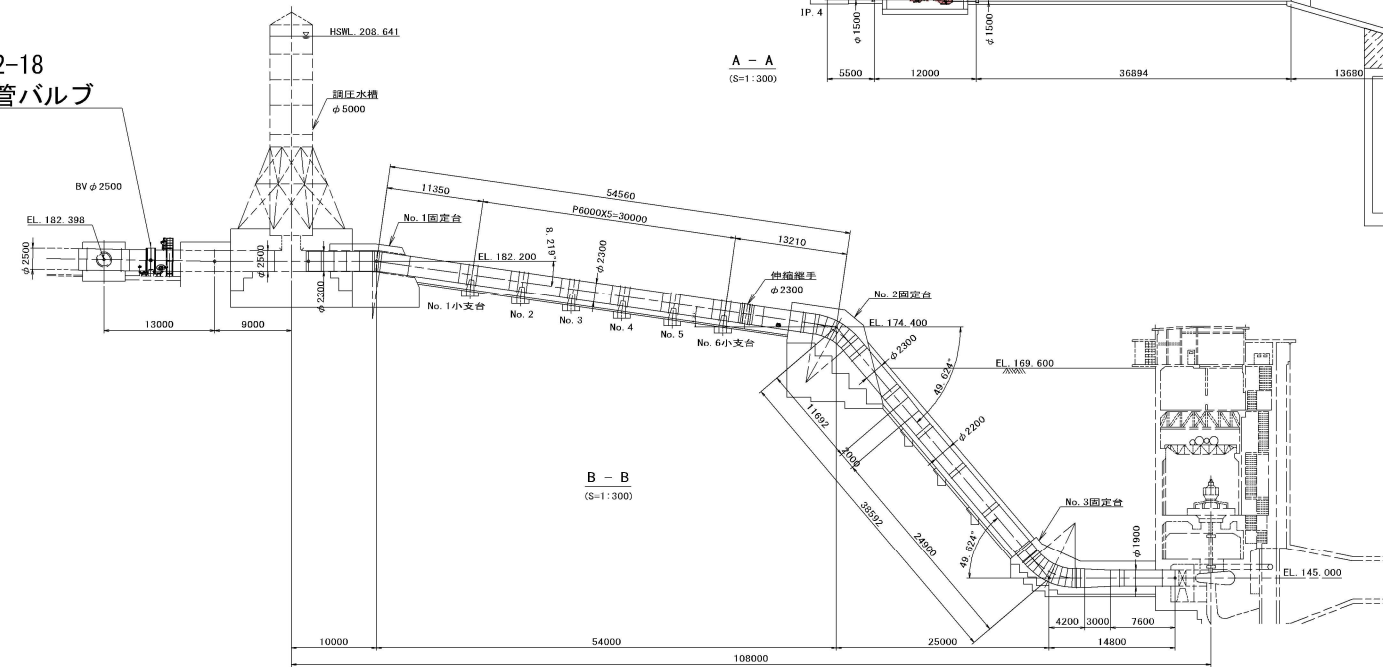 2-18
管バルブ
BVφ2500
EL. 182. 398
φ2500
13000
9000
HSWL. 208. 641
調圧水槽
φ5000
φ2500
φ2300
IP. 4
φ1500
φ1500
A - A
(S=1:300)
5500
12000
36894
13680
54560
11350
P6000X5=30000
13210
No. 1固定台
EL. 182. 200
8. 219°
φ2300
伸縮継手
φ2300
No. 1小支台
No. 2
No. 3
No. 4
No. 5
No. 6小支台
No. 2固定台
EL. 174. 400
φ2300
49. 624°
EL. 169. 600
φ2200
11692
2000
38592
24900
49. 624°
No. 3固定台
φ1900
EL. 145. 000
B - B
(S=1:300)
4200
3000
7600
10000
54000
25000
14800
108000